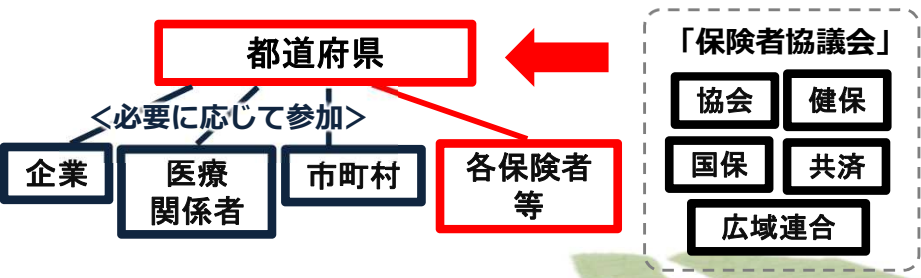 都道府県
<必要に応じて参加>
企業
医療
関係者
市町村
各保険者
等
「保険者協議会」
協会
健保
国保
共済
広域連合